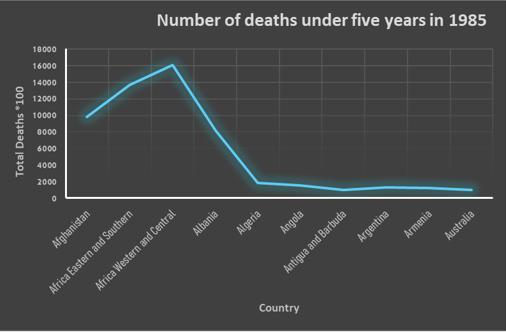 Number of deaths under five years in 1985
Total Deaths *100
18000
16000
14000
12000
10000
8000
6000
4000
2000
0
Afghanistan
Africa Eastern and Southern
Africa Western and Central
Albania
Algeria
Angola
Antigua and Barbuda
Argentina
Armenia
Australia
Country